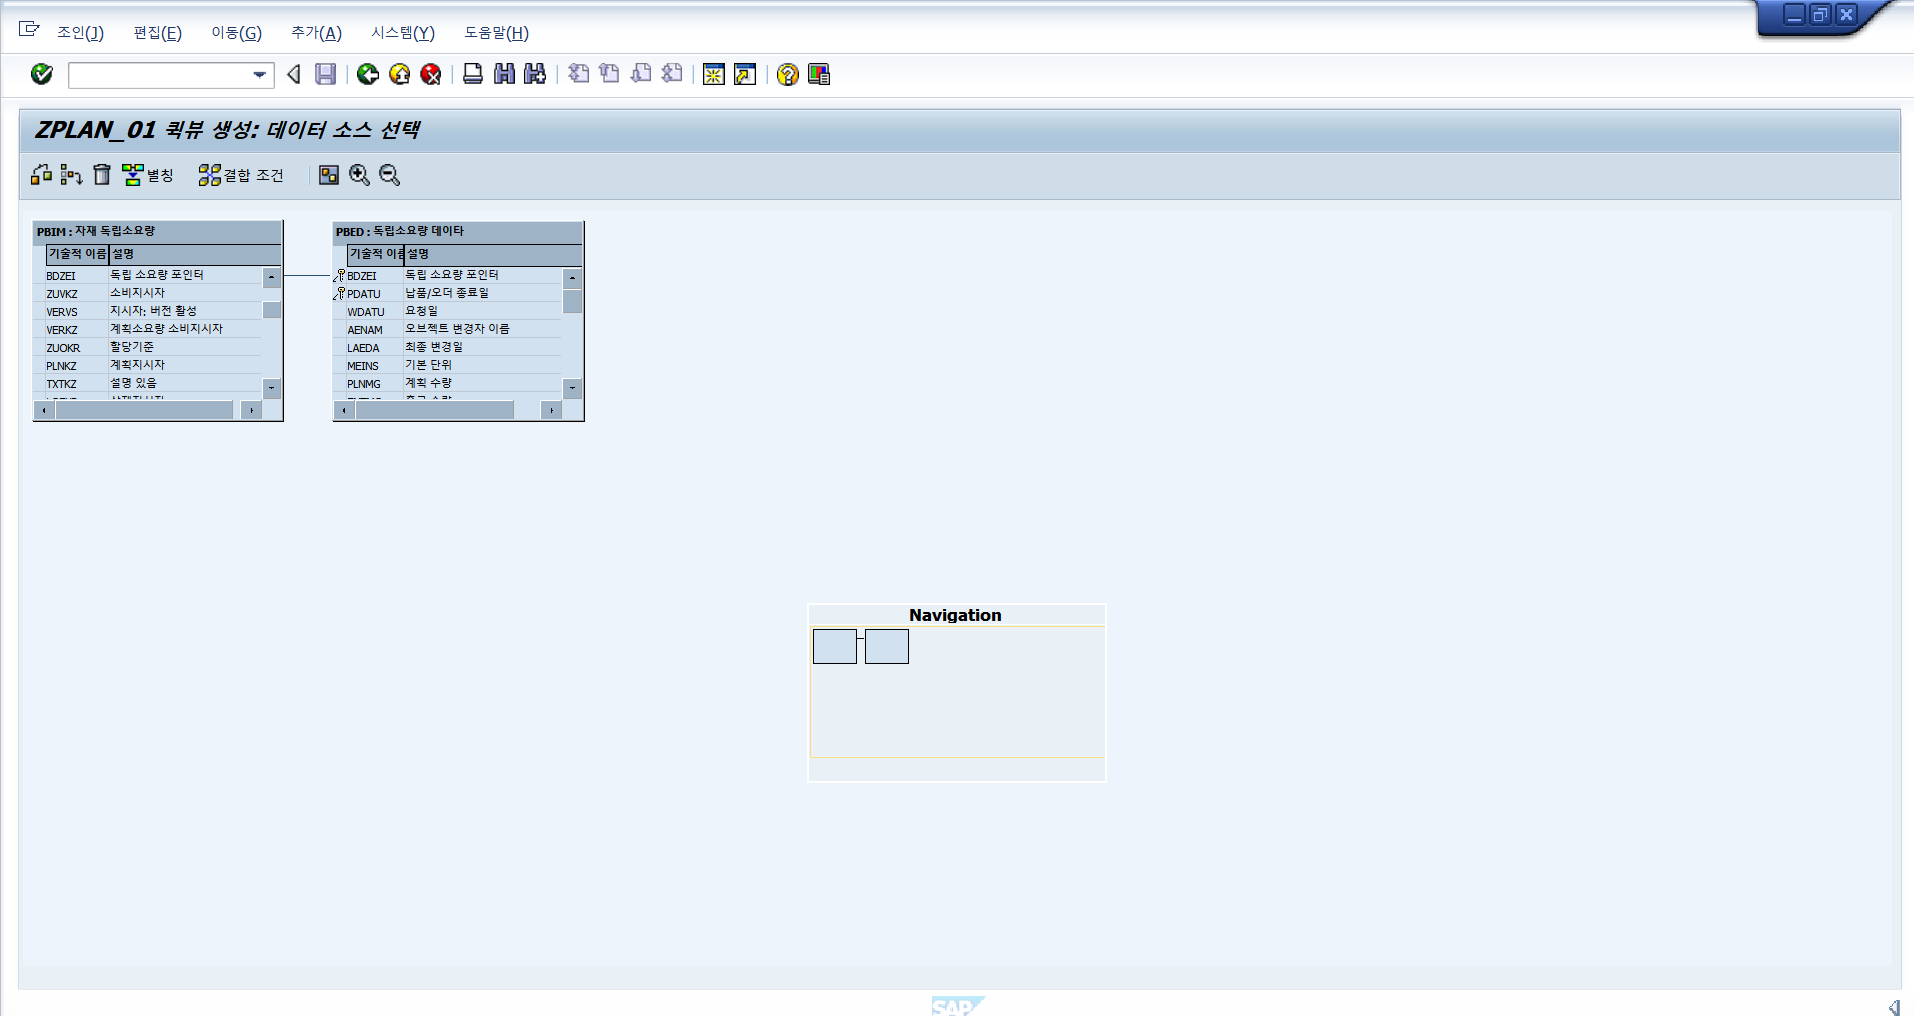 조인(J) 편집(E) 이동(G) 추가(A) 시스템(Y) 도움말(H)
ZPLAN_01 퀵뷰 생성: 데이터 소스 선택
별칭 결합 조건
PBIM : 자재 독립소요량
기술적 이름 설명
BDZEI 독립 소요량 포인터
ZUVKZ 소비지시자
VERVS 지시자: 버전 활성
VERKZ 계획소요량 소비지시자
ZUOKR 할당기준
PLNKZ 계획지시자
TXTKZ 설명 있음
PBED : 독립소요량 데이타
기술적 이름 설명
BDZEI 독립 소요량 포인터
PDATU 납품/오더 종료일
WDATU 요청일
AENAM 오브젝트 변경자 이름
LAEDA 최종 변경일
MEINS 기본 단위
PLNMG 계획 수량
Navigation
SAP